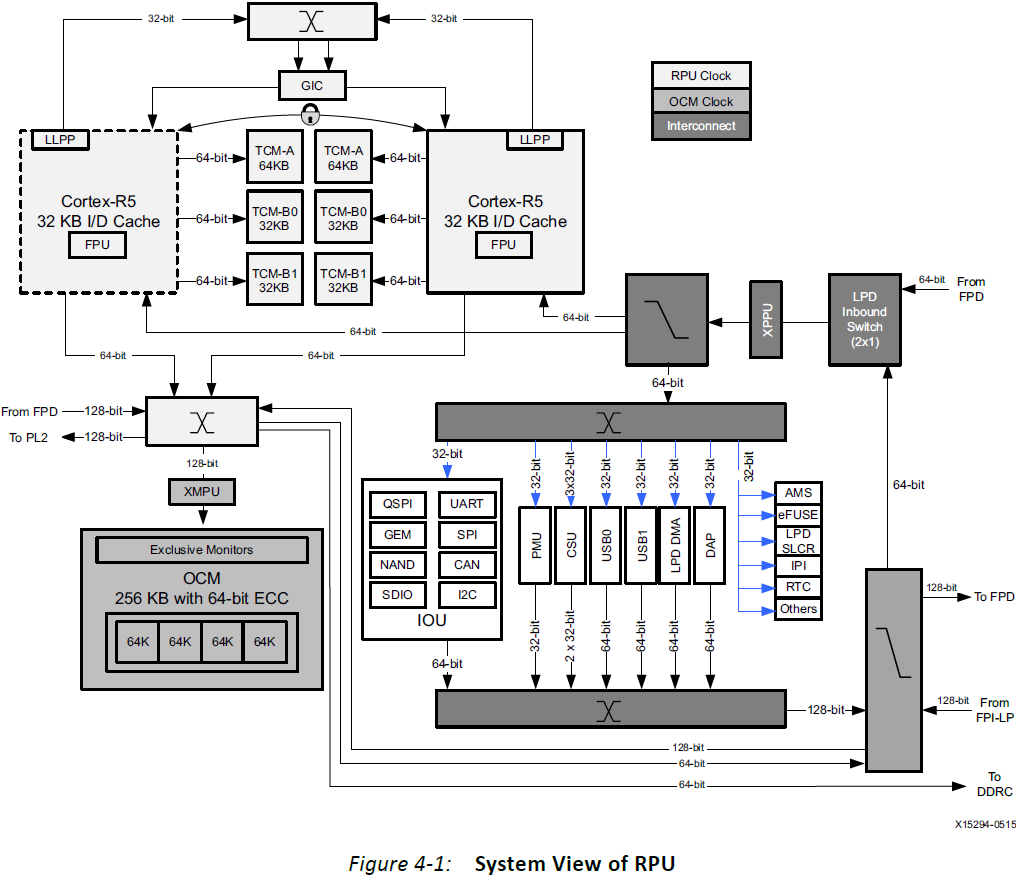 32-bit
32-bit
GIC
RPU Clock
OCM Clock
Interconnect
LLPP
LLPP
64-bit
TCM-A
64KB
TCM-A
64KB
64-bit
Cortex-R5
32 KB I/D Cache
FPU
64-bit
TCM-B0
32KB
TCM-B0
32KB
64-bit
Cortex-R5
32 KB I/D Cache
FPU
64-bit
TCM-B1
32KB
TCM-B1
32KB
64-bit
64-bit
64-bit
XPPU
LPD
Inbound
Switch
(2x1)
64-bit
From
FPD
64-bit
64-bit
64-bit
From FPD
128-bit
To PL2
128-bit
128-bit
XMPU
Exclusive Monitors
OCM
256 KB with 64-bit ECC
64K
64K
64K
64K
32-bit
32-bit
3x32-bit
32-bit
32-bit
32-bit
32-bit
32-bit
QSPI
UART
GEM
SPI
NAND
CAN
SDIO
I2C
IOU
PMU
CSU
USB0
USB1
LPD DMA
DAP
AMS
eFUSE
LPD
SLCR
IPI
RTC
Others
64-bit
32-bit
2 x 32-bit
64-bit
64-bit
64-bit
64-bit
64-bit
128-bit
To FPD
128-bit
From
FPI-LP
128-bit
128-bit
64-bit
64-bit
To
DDRC
X15294-0515
Figure 4-1: System View of RPU